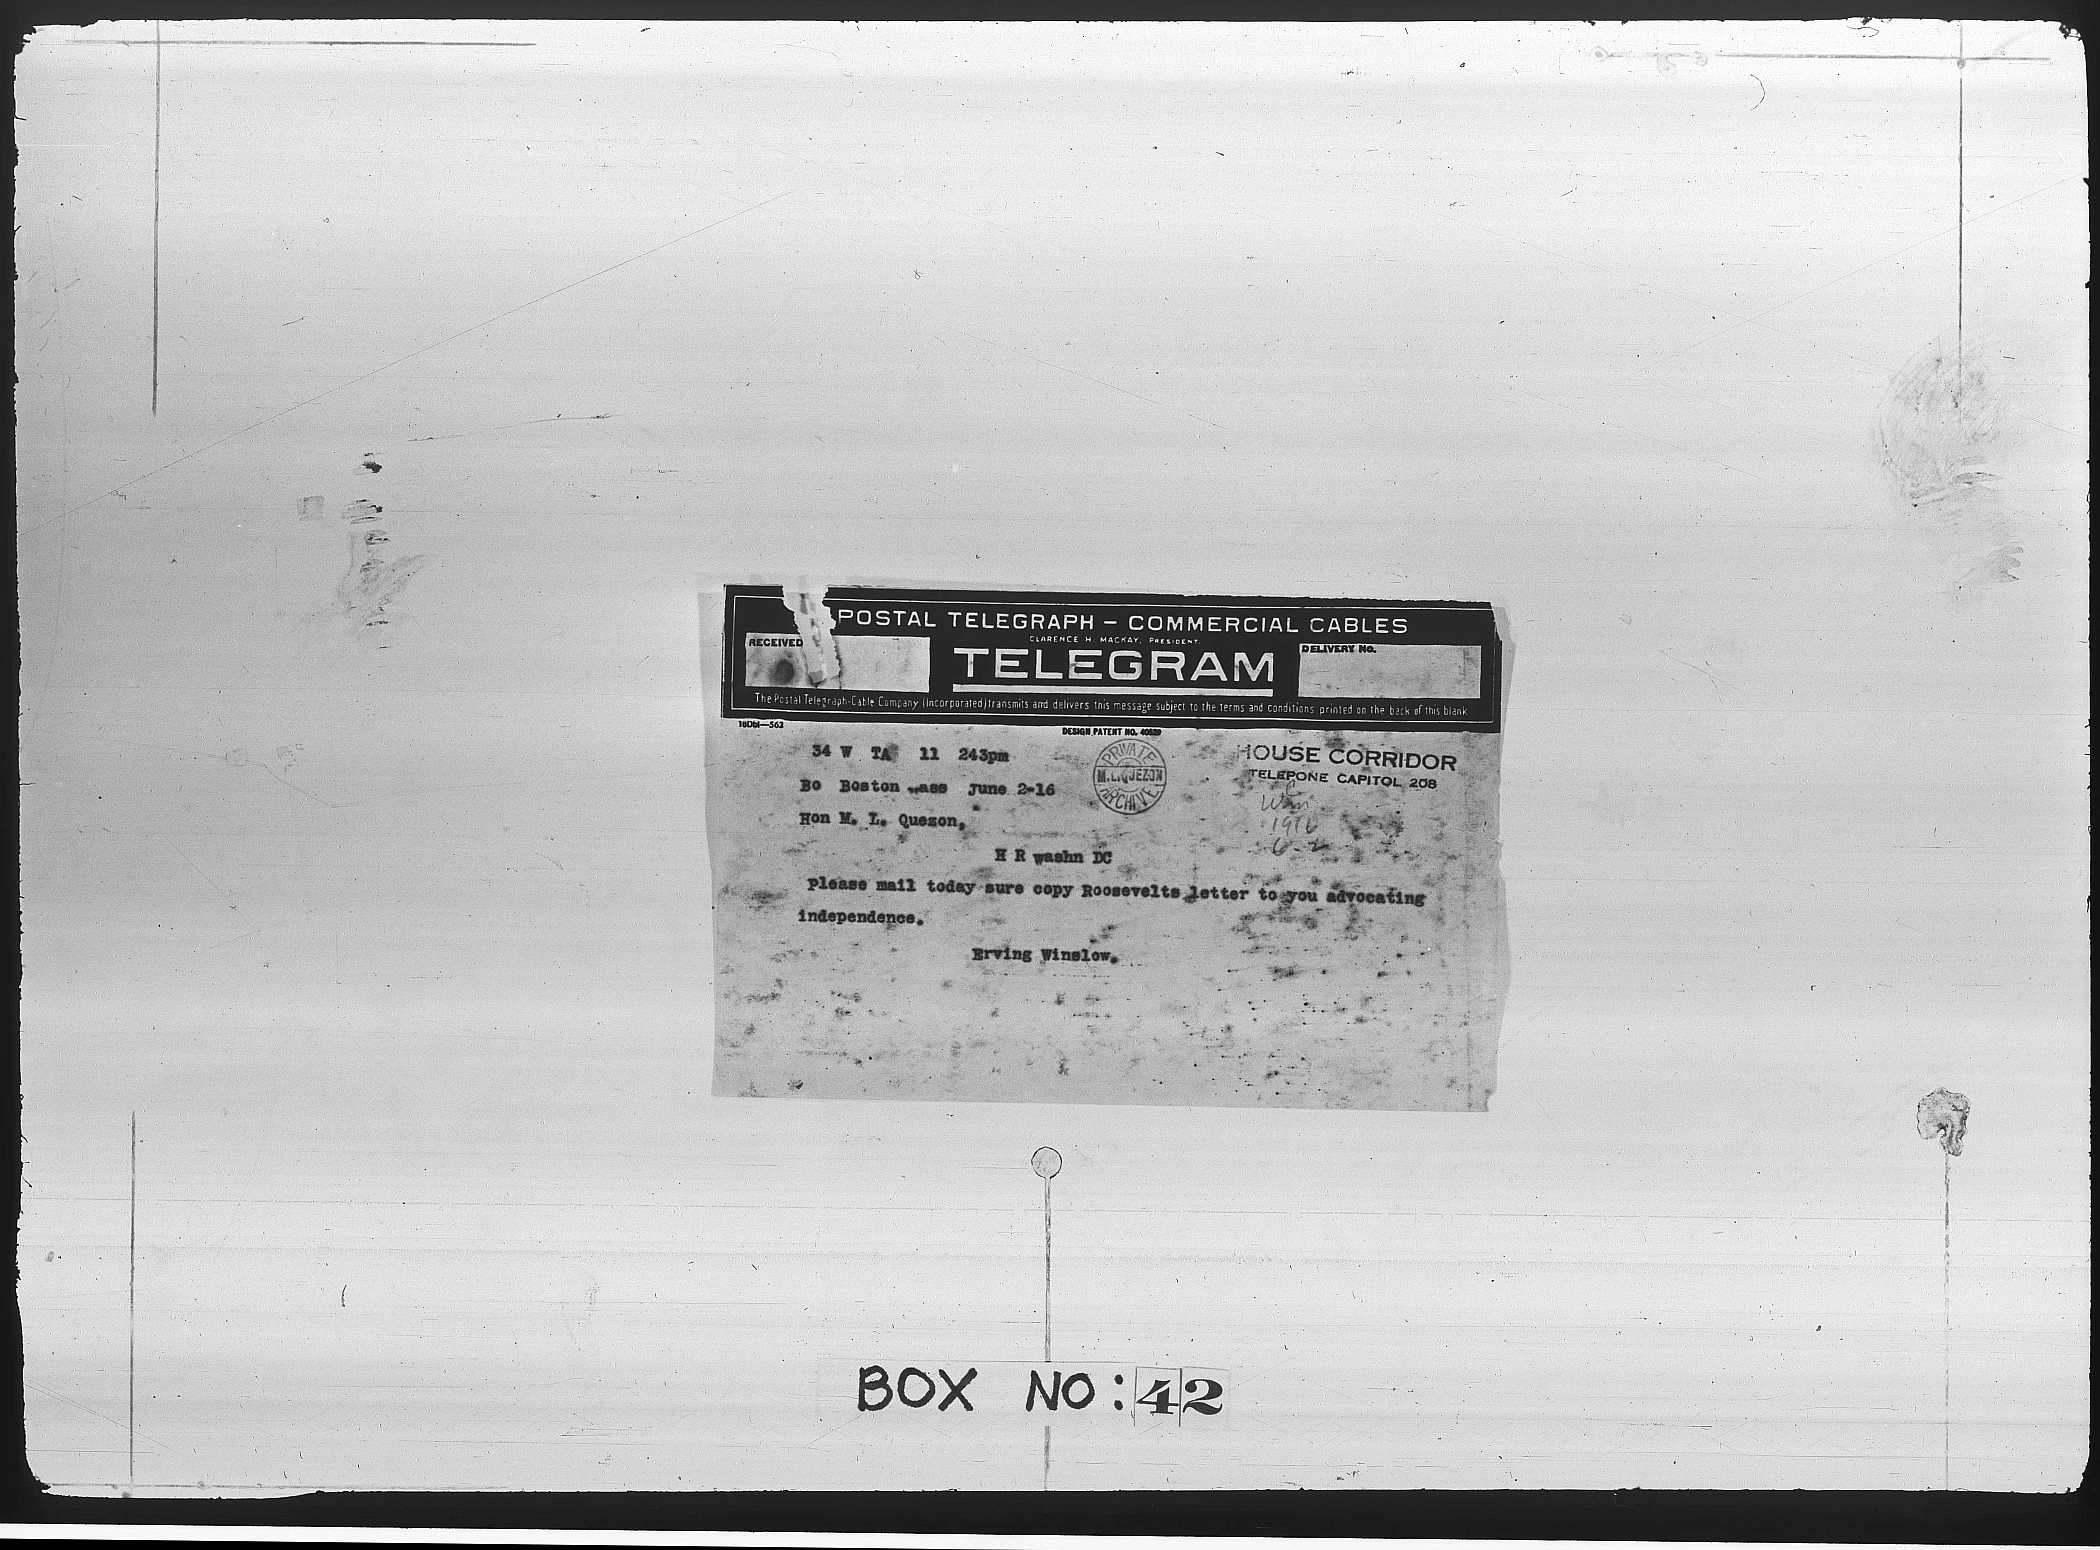 POSTAL TELEGRAPH – COMMERCIAL CABLES
CLARENCE H. MACKAY, PRESIDENT.
RECEIVED
TELEGRAM
DELIVERY No.
The Postal Telegraph-Cable Company (Incorporated) transmits and delivers this message subject to the terms and conditions printed on the back of this blank
DESIGN PATENT No. 40529
34 W TA 11 243pm
PRIVATE
M.L.QUEZON
ARCHIVE
HOUSE CORRIDOR
TELEPONE CAPITOL 208
Bo Boston ass June 2-16
1916
6-2
Hon M. L. Quezon,
H R washn DC
Please mail today sure copy Roosevelts letter to you advocating
independence.
Erving Winslow.
BOX NO: 42